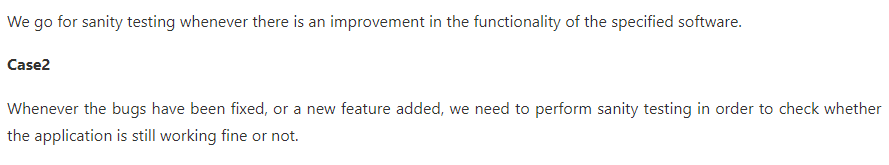 We go for sanity testing whenever there is an improvement in the functionality of the specified software.
Case2
Whenever the bugs have been fixed, or a new feature added, we need to perform sanity testing in order to check whether
the application is still working fine or not.